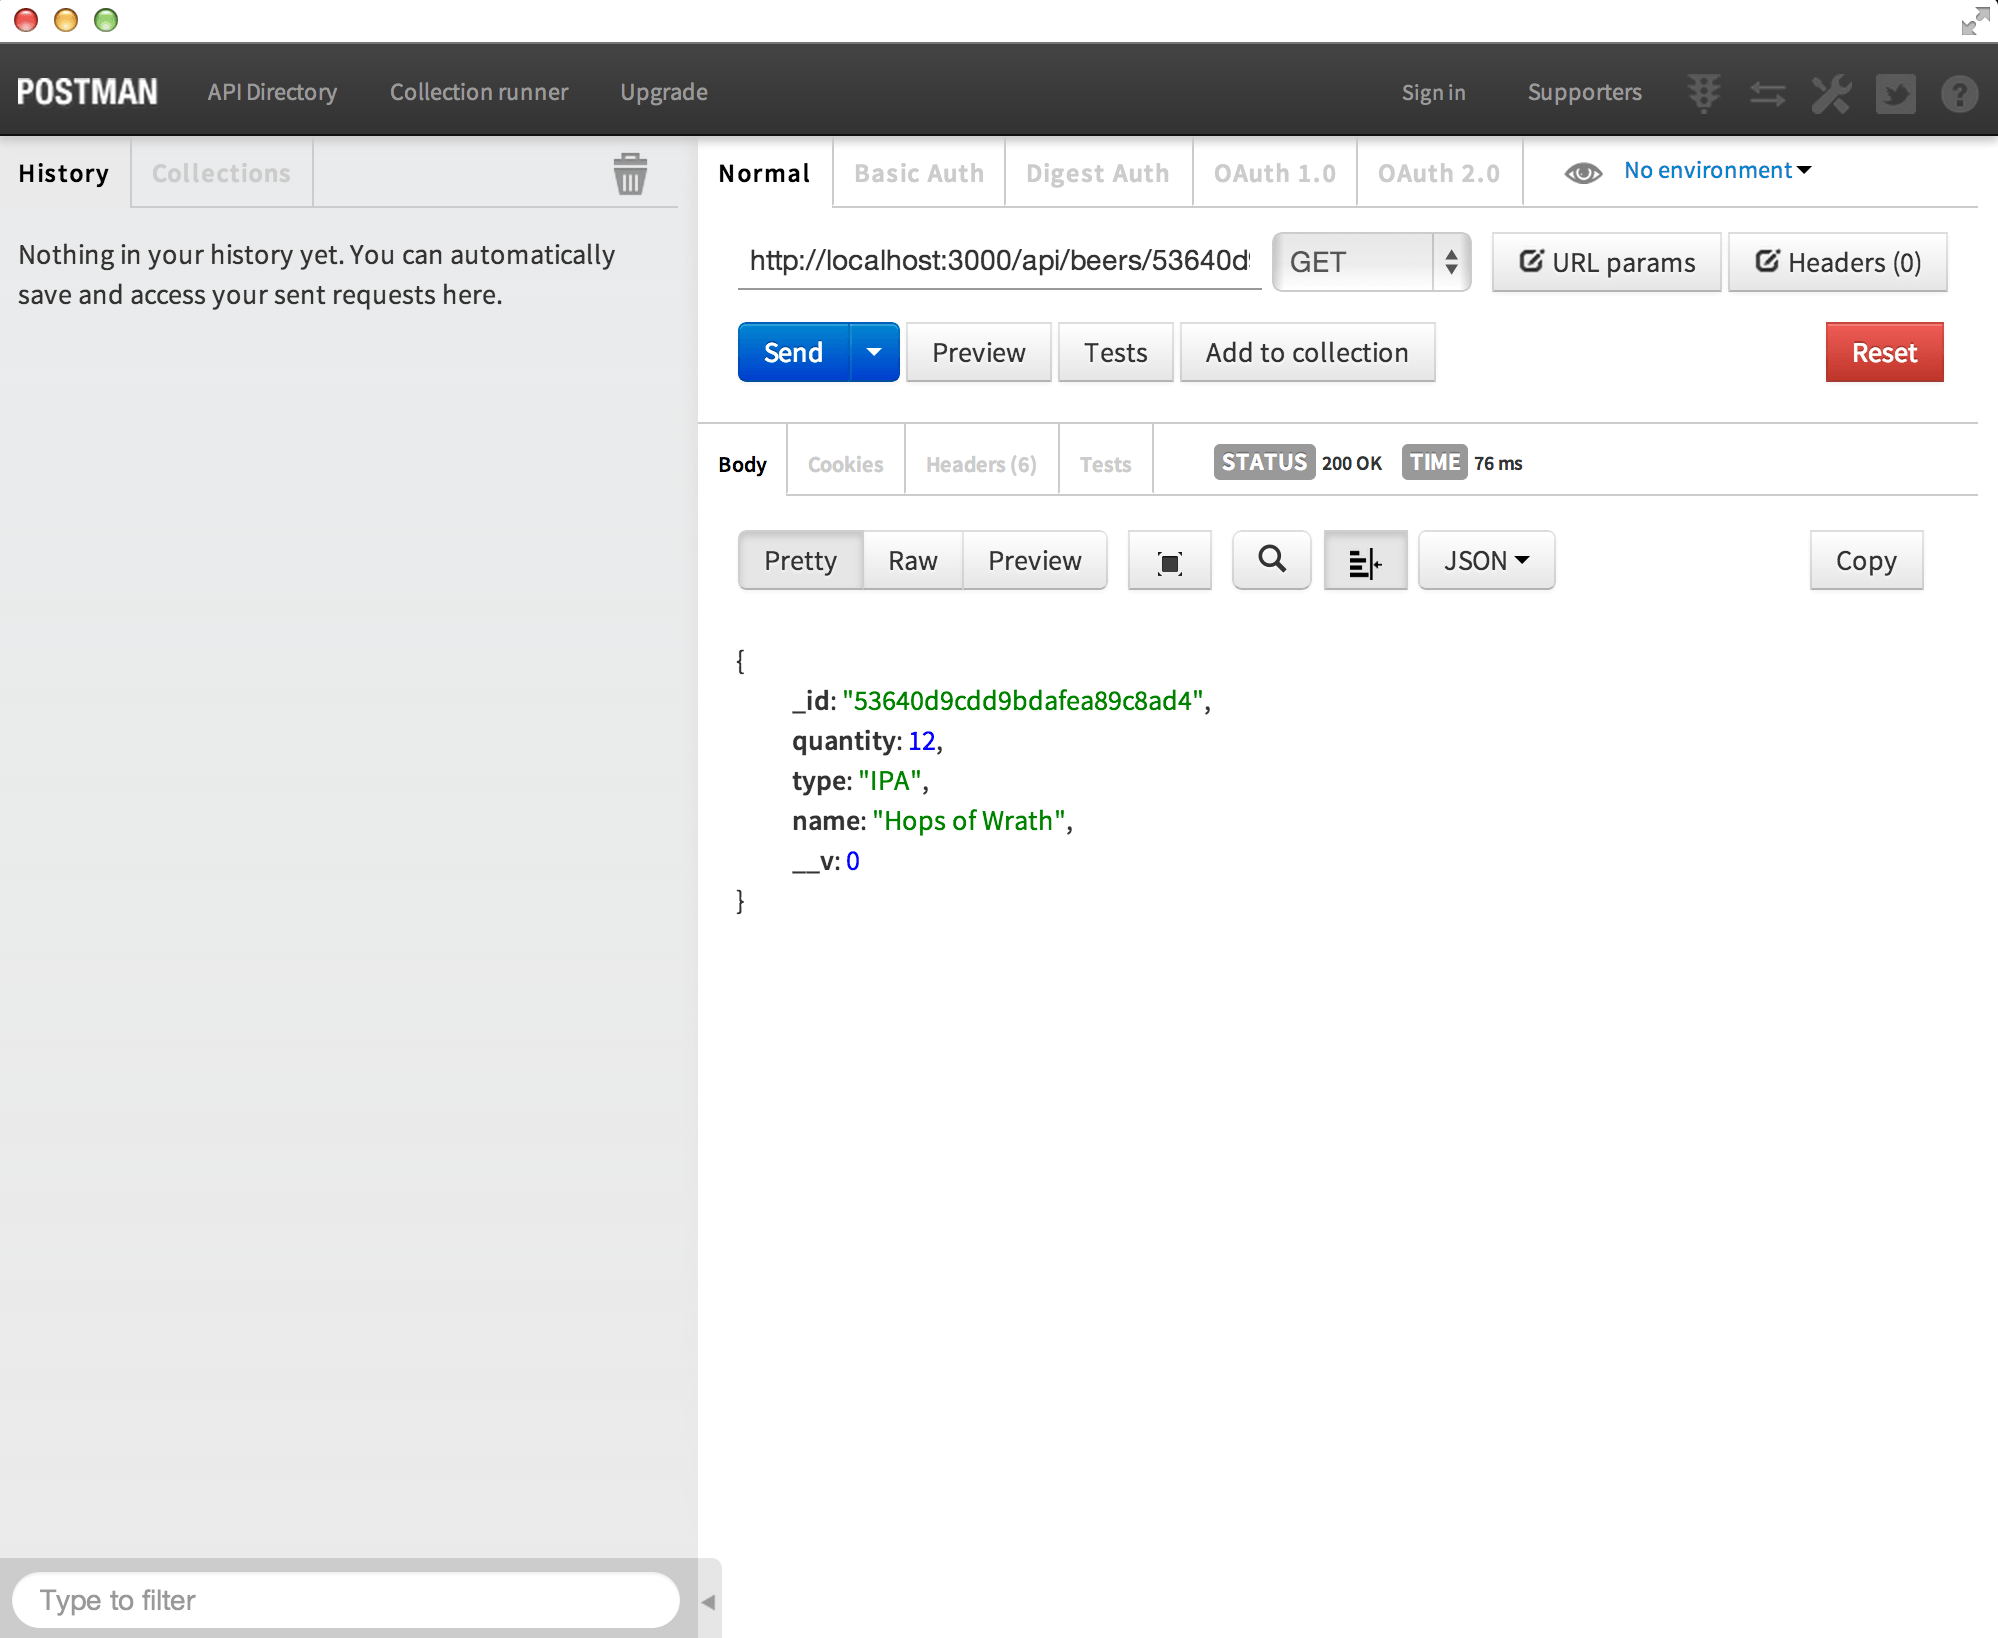 POSTMAN API Directory Collection runner Upgrade Sign in Supporters
History Collections
Nothing in your history yet. You can automatically
save and access your sent requests here.
Normal Basic Auth Digest Auth OAuth 1.0 OAuth 2.0 No environment
http://localhost:3000/api/beers/53640d GET URL params Headers (0)
Send Preview Tests Add to collection Reset
Body Cookies Headers (6) Tests STATUS 200 OK TIME 76 ms
Pretty Raw Preview JSON Copy
{
_id: "53640d9cdd9bdafea89c8ad4",
quantity: 12,
type: "IPA",
name: "Hops of Wrath",
__v: 0
}
Type to filter